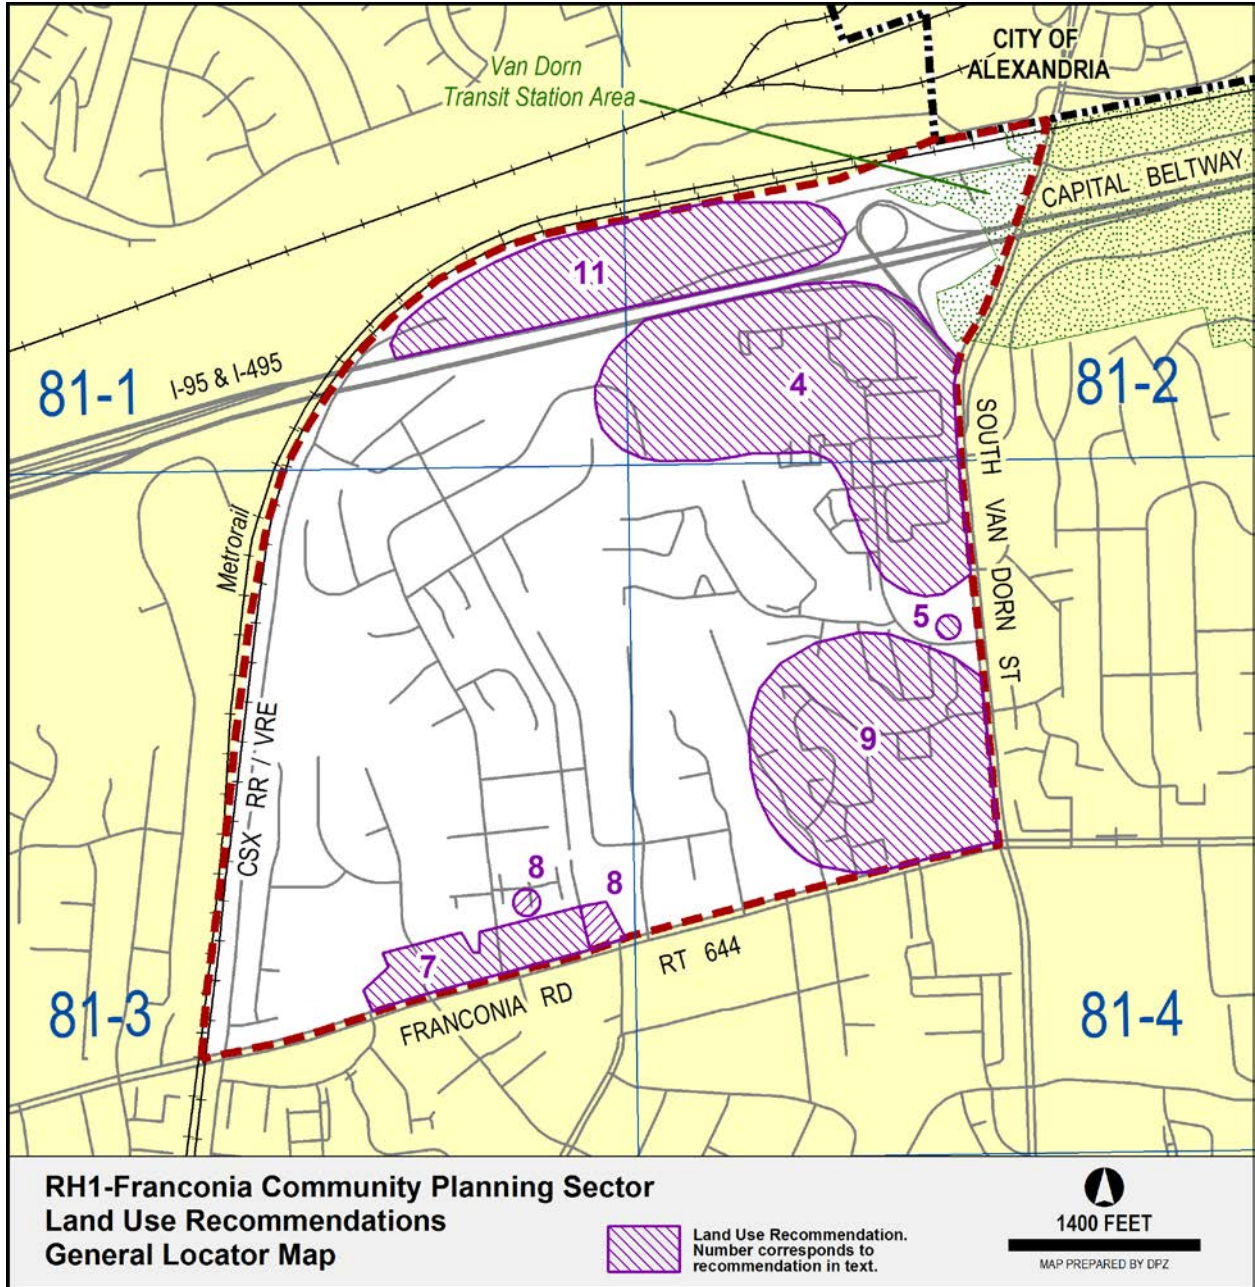 CITY OF
ALEXANDRIA
Van Dorn
Transit Station Area
CAPITAL BELTWAY
11
81-1
I-95 & I-495
4
81-2
SOUTH VAN DORN ST
Metrorail
5
9
CSX RR / VRE
8
8
7
RT 644
FRANCONIA RD
81-3
81-4
RH1-Franconia Community Planning Sector
Land Use Recommendations
General Locator Map
Land Use Recommendation.
Number corresponds to
recommendation in text.
1400 FEET
MAP PREPARED BY DPZ